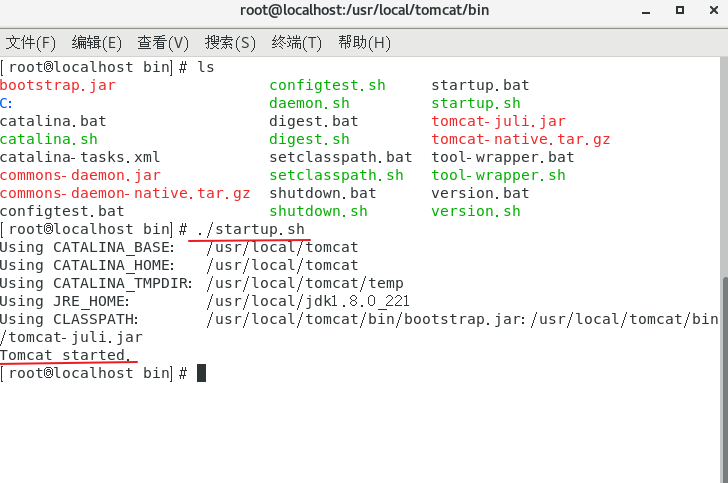 root@localhost:/usr/local/tomcat/bin
文件(F) 编辑(E) 查看(V) 搜索(S) 终端(T) 帮助(H)
[root@localhost bin]# ls
bootstrap.jar configtest.sh startup.bat
C: daemon.sh startup.sh
catalina.bat digest.bat tomcat-juli.jar
catalina.sh digest.sh tomcat-native.tar.gz
catalina-tasks.xml setclasspath.bat tool-wrapper.bat
commons-daemon.jar setclasspath.sh tool-wrapper.sh
commons-daemon-native.tar.gz shutdown.bat version.bat
configtest.bat shutdown.sh version.sh
[root@localhost bin]# ./startup.sh
Using CATALINA_BASE: /usr/local/tomcat
Using CATALINA_HOME: /usr/local/tomcat
Using CATALINA_TMPDIR: /usr/local/tomcat/temp
Using JRE_HOME: /usr/local/jdk1.8.0_221
Using CLASSPATH: /usr/local/tomcat/bin/bootstrap.jar:/usr/local/tomcat/bin
/tomcat-juli.jar
Tomcat started.
[root@localhost bin]#